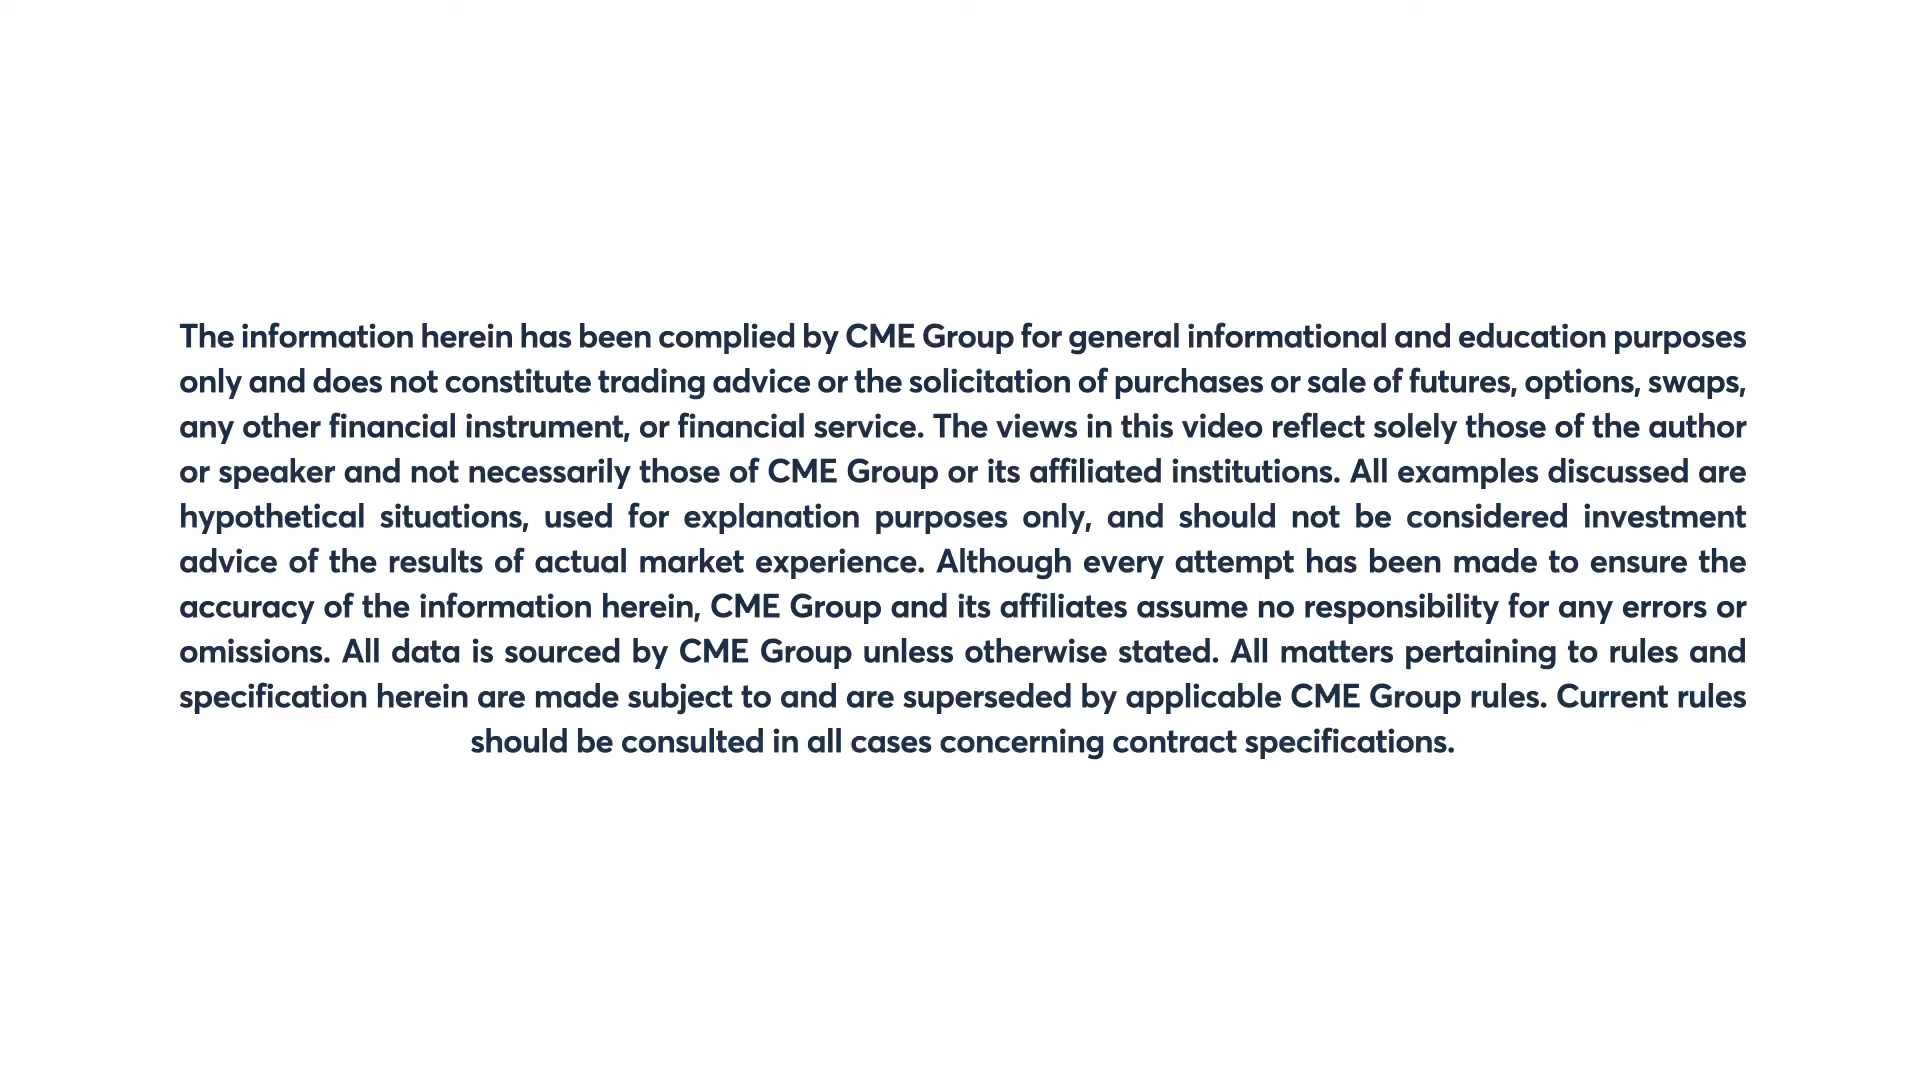 The information herein has been complied by CME Group for general informational and education purposes
only and does not constitute trading advice or the solicitation of purchases or sale of futures, options, swaps,
any other financial instrument, or financial service. The views in this video reflect solely those of the author
or speaker and not necessarily those of CME Group or its affiliated institutions. All examples discussed are
hypothetical situations, used for explanation purposes only, and should not be considered investment
advice of the results of actual market experience. Although every attempt has been made to ensure the
accuracy of the information herein, CME Group and its affiliates assume no responsibility for any errors or
omissions. All data is sourced by CME Group unless otherwise stated. All matters pertaining to rules and
specification herein are made subject to and are superseded by applicable CME Group rules. Current rules
should be consulted in all cases concerning contract specifications.